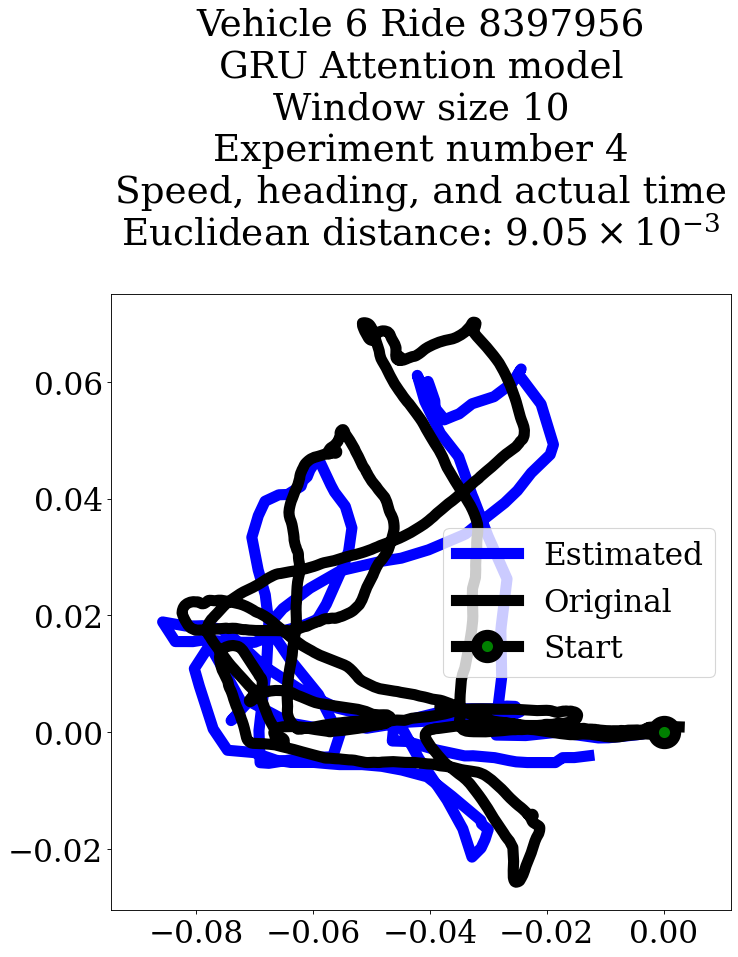 Vehicle 6 Ride 8397956
GRU Attention model
Window size 10
Experiment number 4
Speed, heading, and actual time
Euclidean distance: 9.05 × 10⁻³
0.06
0.04
0.02
0.00
−0.02
Estimated
Original
Start
−0.08 −0.06 −0.04 −0.02 0.00